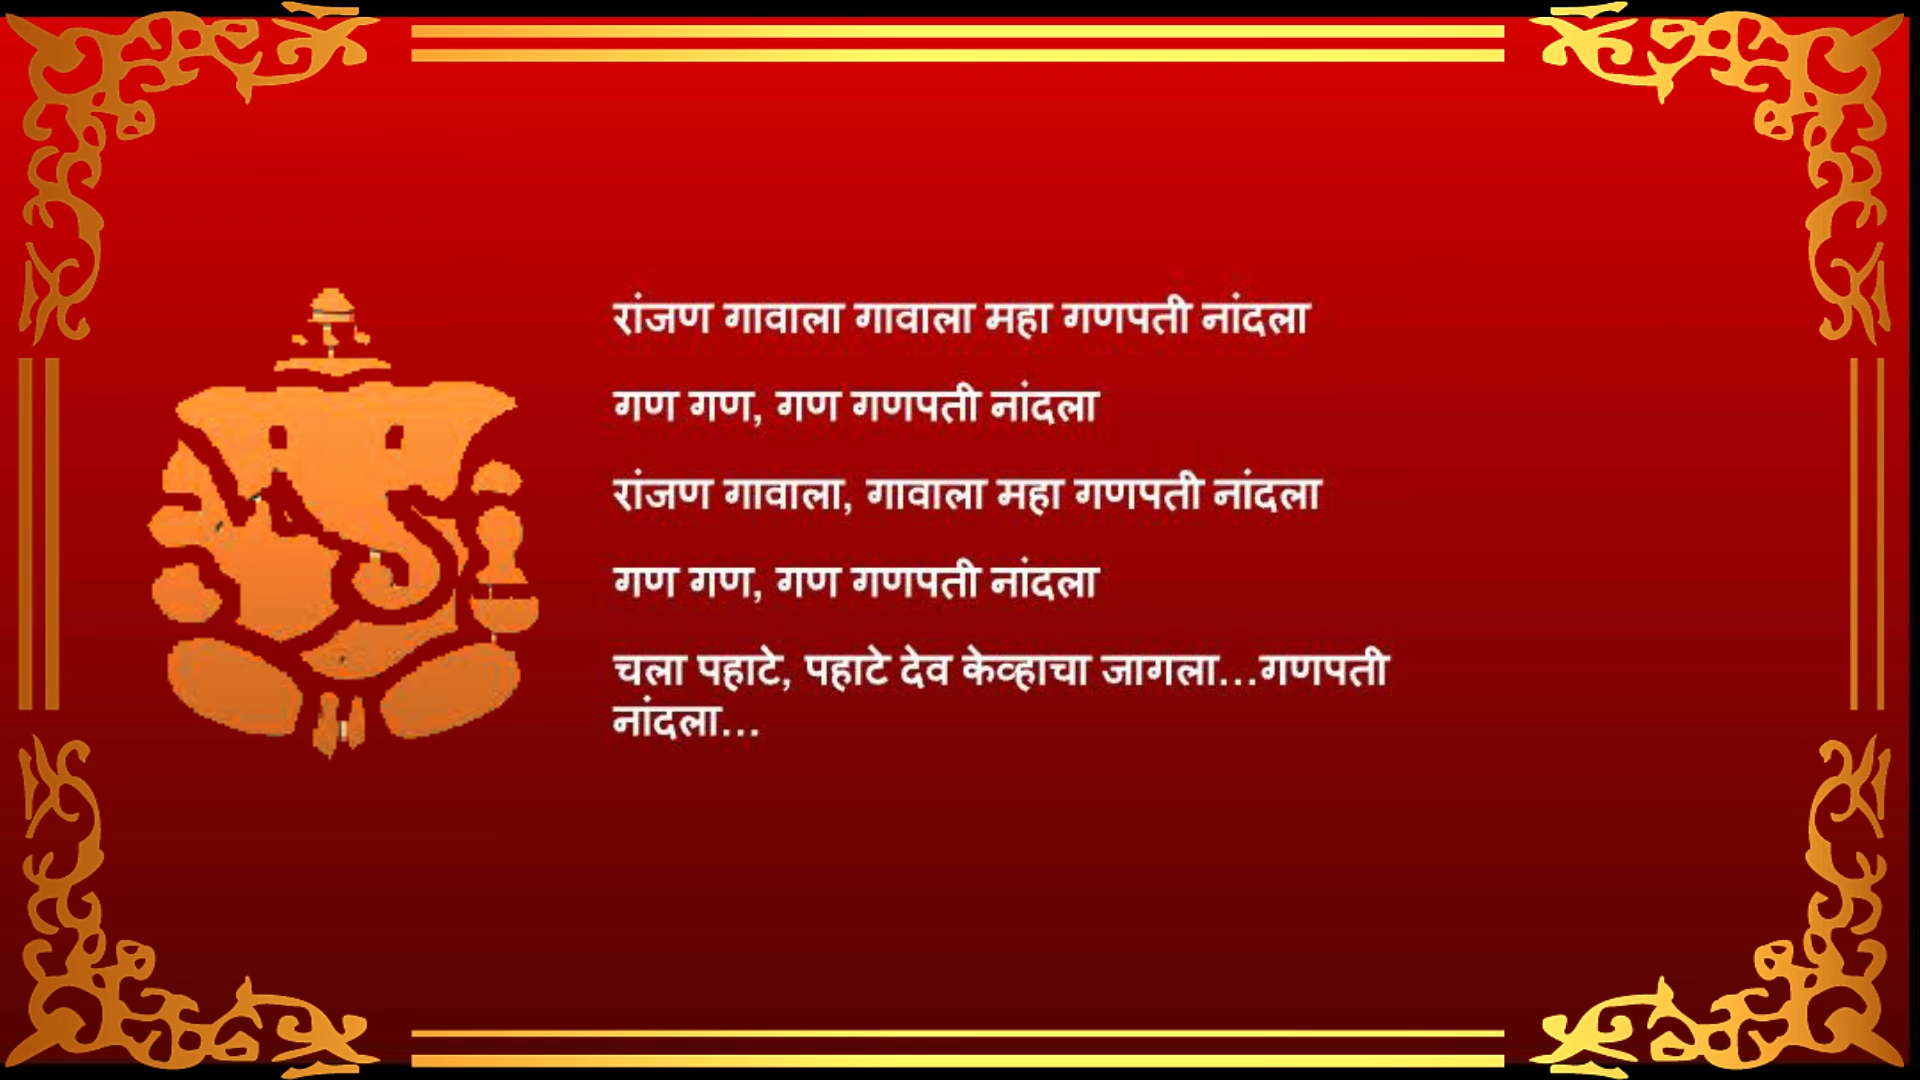 रांजण गावाला गावाला महा गणपती नांदला
गण गण, गण गणपती नांदला
रांजण गावाला, गावाला महा गणपती नांदला
गण गण, गण गणपती नांदला
चला पहाटे, पहाटे देव केव्हाचा जागला...गणपती
नांदला...